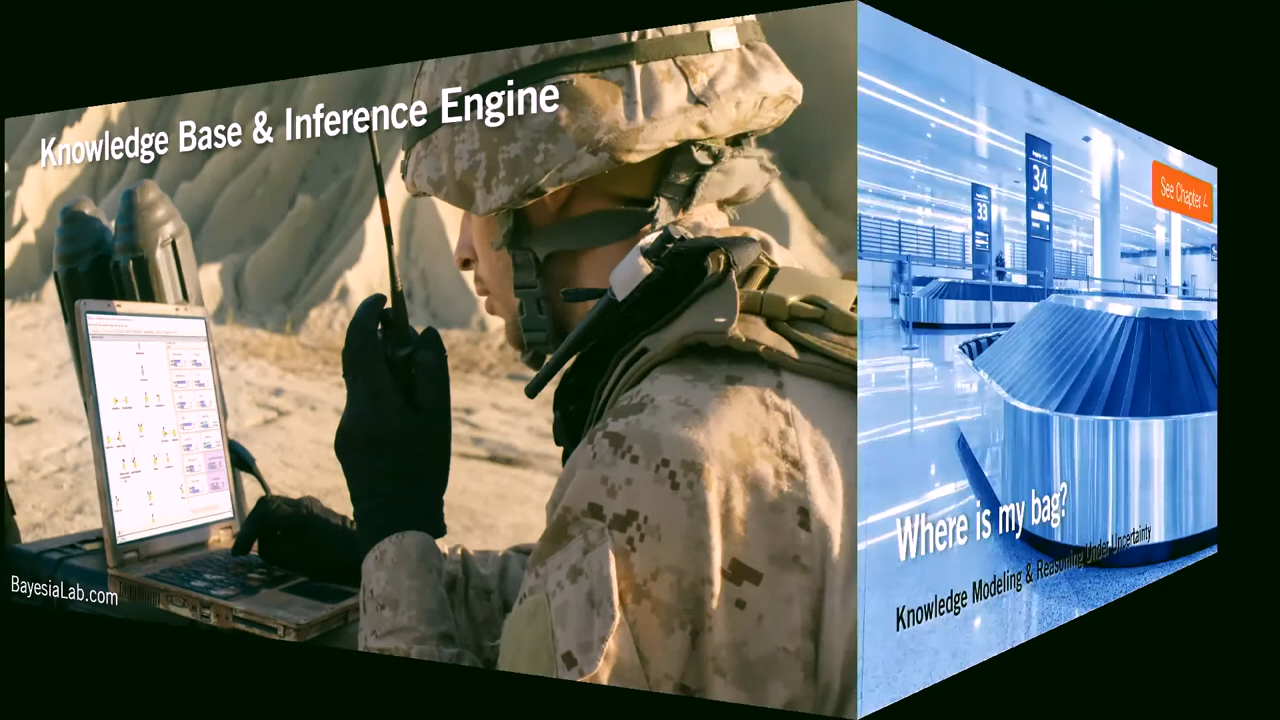 Knowledge Base & Inference Engine
BayesiaLab.com
34
33
See Chapter 4
Where is my bag?
Knowledge Modeling & Reasoning Under Uncertainty